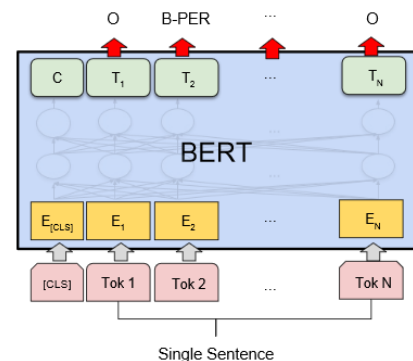 O B-PER ... O
C T1 T2 ... TN
...
...
BERT
E[CLS] E1 E2 ... EN
[CLS] Tok 1 Tok 2 ... Tok N
Single Sentence